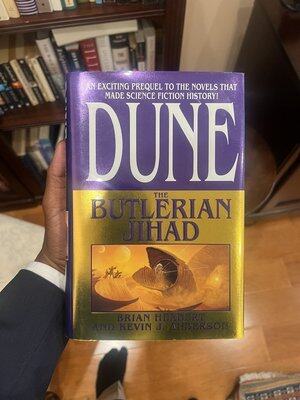 AN EXCITING PREQUEL TO THE NOVELS THAT
MADE SCIENCE FICTION HISTORY!
DUNE
THE
BUTLERIAN
JIHAD
BRIAN HERBERT
AND KEVIN J. ANDERSON